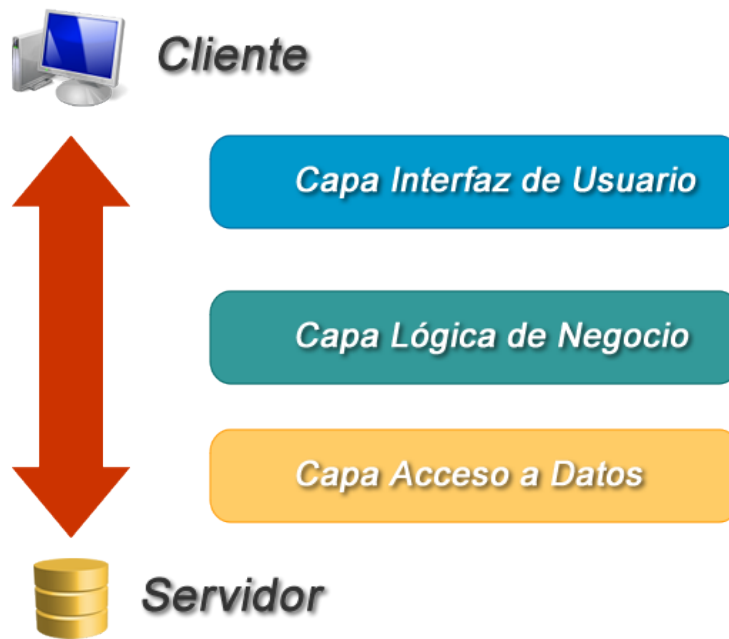 Cliente
Capa Interfaz de Usuario
Capa Lógica de Negocio
Capa Acceso a Datos
Servidor